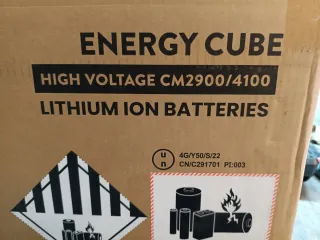 ENERGY CUBE
HIGH VOLTAGE CM2900/4100
LITHIUM ION BATTERIES
u
n
4G/Y50/S/22
CN/C291701 PI:003